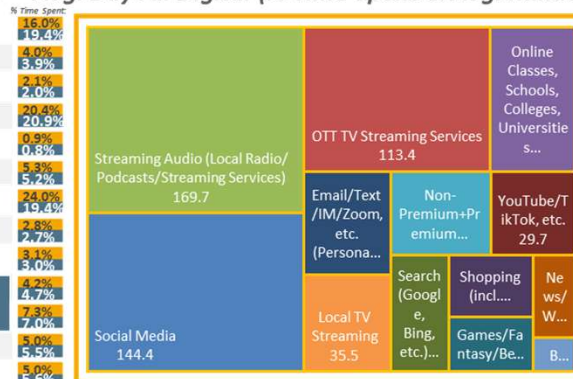 % Time Spent:
16.0%
19.4%
4.0%
3.9%
2.1%
2.0%
20.4%
20.9%
0.9%
0.8%
5.3%
5.2%
24.0%
19.4%
2.8%
2.7%
3.1%
3.0%
4.2%
4.7%
7.3%
7.0%
5.0%
5.5%
5.0%
Streaming Audio (Local Radio/
Podcasts/Streaming Services)
169.7
Social Media
144.4
OTT TV Streaming Services
113.4
Online
Classes,
Schools,
Colleges,
Universitie
s...
Email/Text
/IM/Zoom,
etc.
(Persona...
Non-
Premium+Pr
emium...
YouTube/T
ikTok, etc.
29.7
Local TV
Streaming
35.5
Search
(Googl
e,
Bing,
etc.)...
Shopping
(incl....
Ne
ws/
W...
Games/Fa
ntasy/Be...
B...